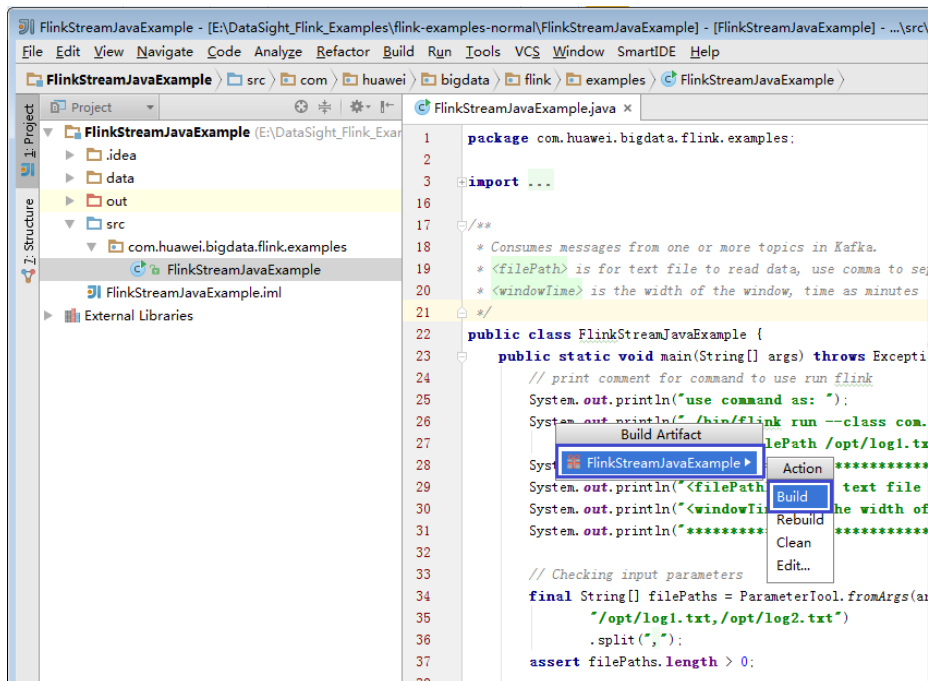 FlinkStreamJavaExample - [E:\DataSight_Flink_Examples\flink-examples-normal\FlinkStreamJavaExample] - [FlinkStreamJavaExample] - ...\src\
File Edit View Navigate Code Analyze Refactor Build Run Tools VCS Window SmartIDE Help
FlinkStreamJavaExample src com huawei bigdata flink examples FlinkStreamJavaExample
1: Project
7: Structure
Project
FlinkStreamJavaExample (E:\DataSight_Flink_Exar
.idea
data
out
src
com.huawei.bigdata.flink.examples
FlinkStreamJavaExample
FlinkStreamJavaExample.iml
External Libraries
FlinkStreamJavaExample.java
1 package com.huawei.bigdata.flink.examples;
2
3 import ...
16
17 /**
18 * Consumes messages from one or more topics in Kafka.
19 * <filePath> is for text file to read data, use comma to sep
20 * <windowTime> is the width of the window, time as minutes
21 */
22 public class FlinkStreamJavaExample {
23 public static void main(String[] args) throws Excepti
24 // print comment for command to use run flink
25 System.out.println("use command as: ");
26 System.out.println("./bin/flink run --class com.
27 lePath /opt/log1.tx
28 Syst ************
29 System.out.println("<filePath text file
30 System.out.println("<windowTi he width of
31 System.out.println("******************************
32
33 // Checking input parameters
34 final String[] filePaths = ParameterTool.fromArgs(ar
35 "/opt/log1.txt,/opt/log2.txt")
36 .split(",");
37 assert filePaths.length > 0;
Build Artifact
FlinkStreamJavaExample
Action
Build
Rebuild
Clean
Edit...